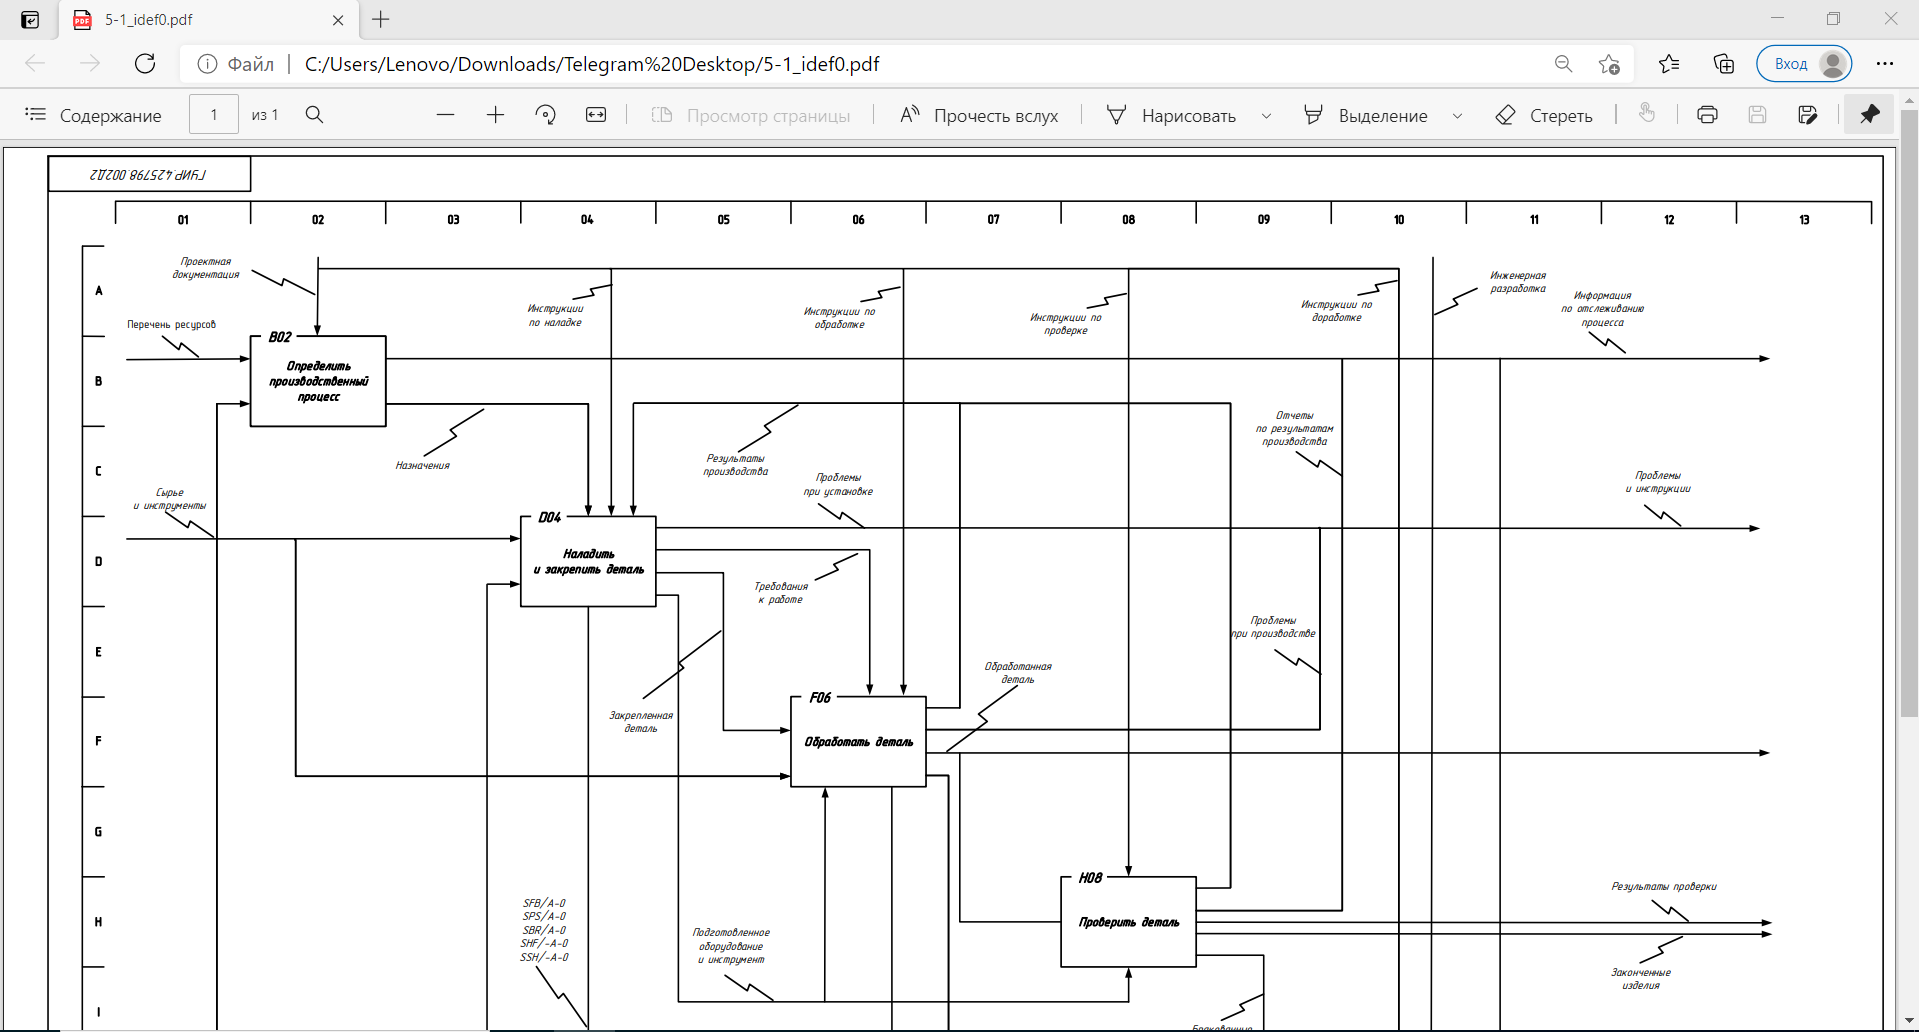 5-1_idef0.pdf
Файл
C:/Users/Lenovo/Downloads/Telegram%20Desktop/5-1_idef0.pdf
Вход
Содержание
1
из 1
Просмотр страницы
Прочесть вслух
Нарисовать
Выделение
Стереть
ГУИР.425798.002Д2
01
02
03
04
05
06
07
08
09
10
11
12
13
A
B
C
D
E
F
G
H
I
Проектная
документация
Перечень ресурсов
Инструкции
по наладке
Инструкции по
обработке
Инструкции по
проверке
Инструкции по
доработке
Инженерная
разработка
Информация
по отслеживанию
процесса
B02
Определить
производственный
процесс
Назначения
Результаты
производства
Проблемы
при установке
Отчеты
по результатам
производства
Проблемы
и инструкции
Сырье
и инструменты
D04
Наладить
и закрепить деталь
Требования
к работе
Проблемы
при производстве
Обработанная
деталь
Закрепленная
деталь
F06
Обработать деталь
H08
Проверить деталь
SFB/A-0
SPS/A-0
SBR/A-0
SHF/-A-0
SSH/-A-0
Подготовленное
оборудование
и инструмент
Результаты проверки
Законченные
изделия
Бракованные